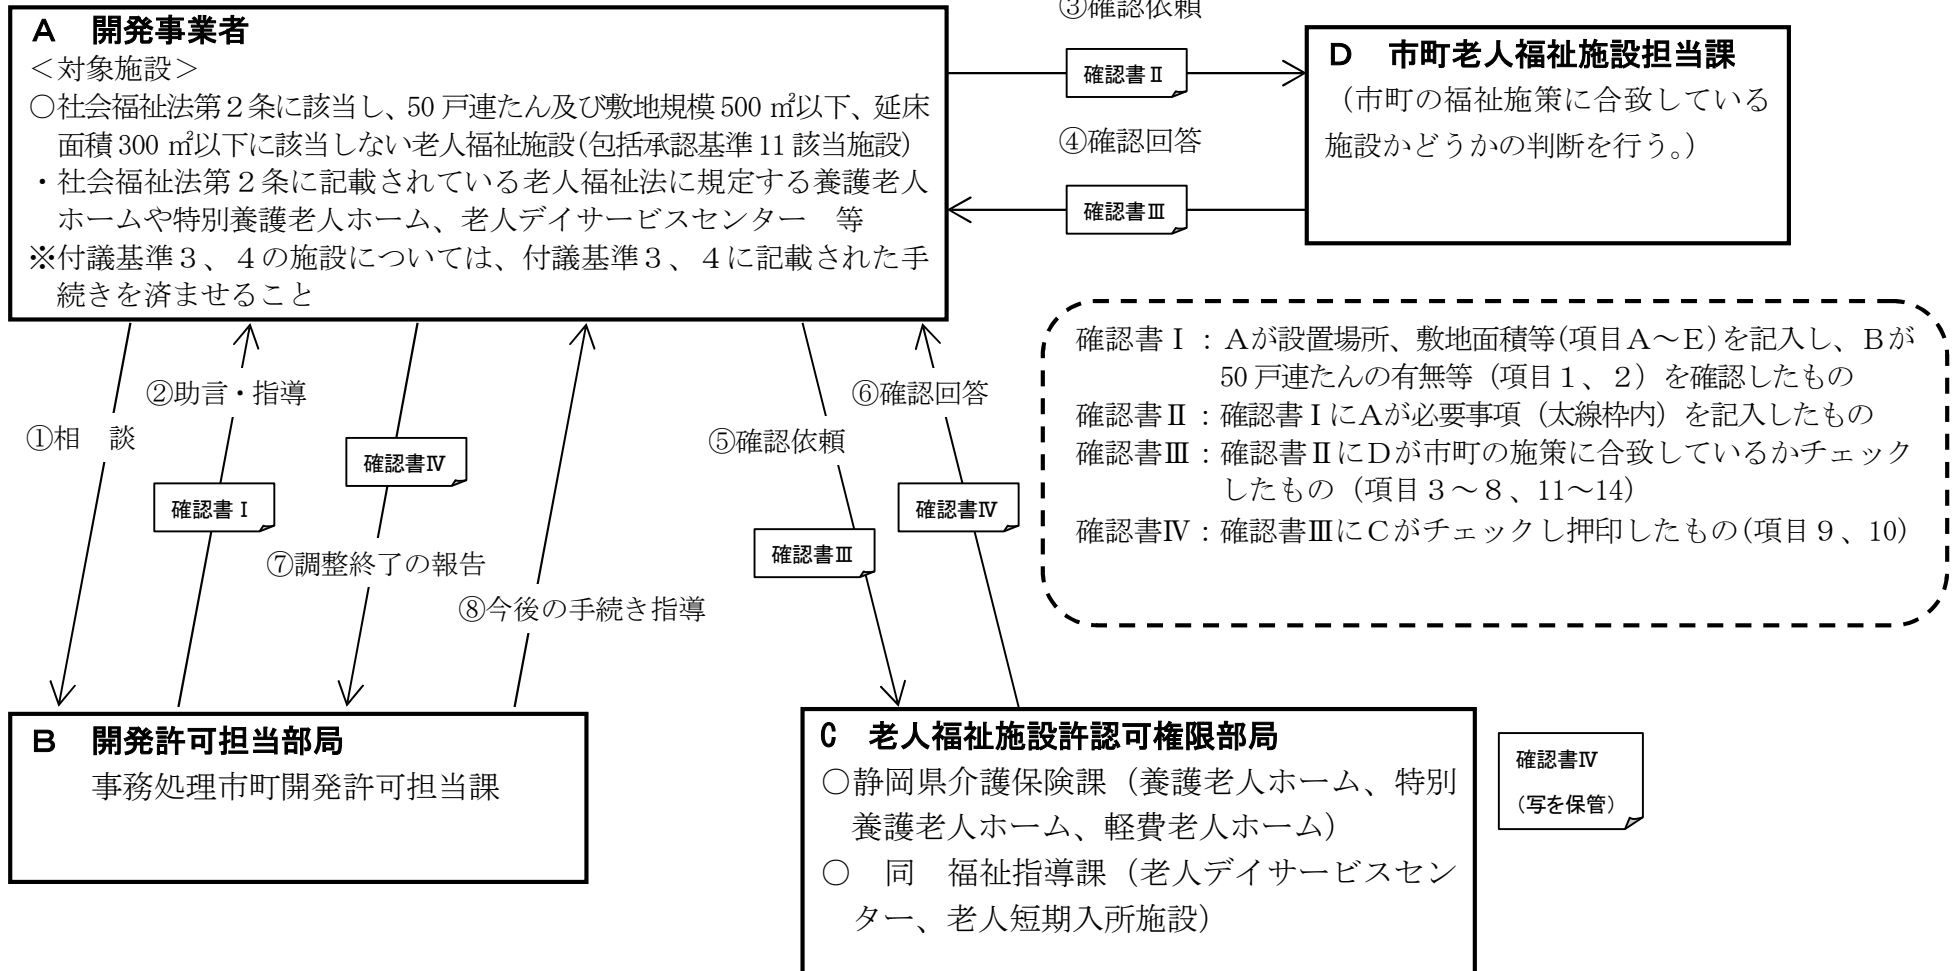 ③確認依頼
A　開発事業者
＜対象施設＞
○社会福祉法第２条に該当し、50 戸連たん及び敷地規模 500 ㎡以下、延床
面積 300 ㎡以下に該当しない老人福祉施設(包括承認基準 11 該当施設)
・社会福祉法第２条に記載されている老人福祉法に規定する養護老人
ホームや特別養護老人ホーム、老人デイサービスセンター　等
※付議基準３、４の施設については、付議基準３、４に記載された手
続きを済ませること
確認書Ⅱ
④確認回答
確認書Ⅲ
D　市町老人福祉施設担当課
（市町の福祉施策に合致している
施設かどうかの判断を行う。）
確認書Ⅰ：Ａが設置場所、敷地面積等(項目Ａ～Ｅ)を記入し、Ｂが
50 戸連たんの有無等（項目１、２）を確認したもの
確認書Ⅱ：確認書ⅠにＡが必要事項（太線枠内）を記入したもの
確認書Ⅲ：確認書ⅡにＤが市町の施策に合致しているかチェック
したもの（項目３～８、11～14）
確認書Ⅳ：確認書ⅢにＣがチェックし押印したもの(項目９、10)
①相　談
②助言・指導
確認書Ⅰ
確認書Ⅳ
⑦調整終了の報告
⑧今後の手続き指導
⑤確認依頼
確認書Ⅲ
⑥確認回答
確認書Ⅳ
B　開発許可担当部局
事務処理市町開発許可担当課
C　老人福祉施設許認可権限部局
○静岡県介護保険課（養護老人ホーム、特別
養護老人ホーム、軽費老人ホーム）
○　同　福祉指導課（老人デイサービスセン
ター、老人短期入所施設）
確認書Ⅳ
（写を保管）